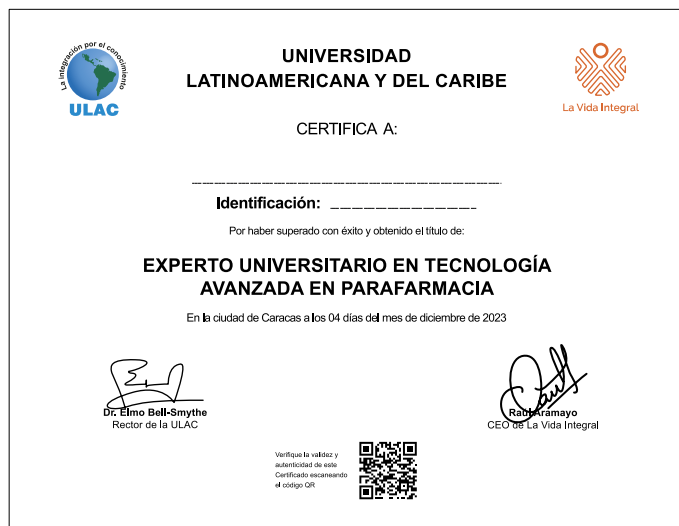 La integración por el conocimiento
ULAC
UNIVERSIDAD
LATINOAMERICANA Y DEL CARIBE
La Vida Integral
CERTIFICA A:
Identificación:
Por haber superado con éxito y obtenido el título de:
EXPERTO UNIVERSITARIO EN TECNOLOGÍA
AVANZADA EN PARAFARMACIA
En la ciudad de Caracas a los 04 días del mes de diciembre de 2023
Dr. Elmo Bell-Smythe
Rector de la ULAC
Raúl Aramayo
CEO de La Vida Integral
Verifique la validez y
autenticidad de este
Certificado escaneando
el código QR